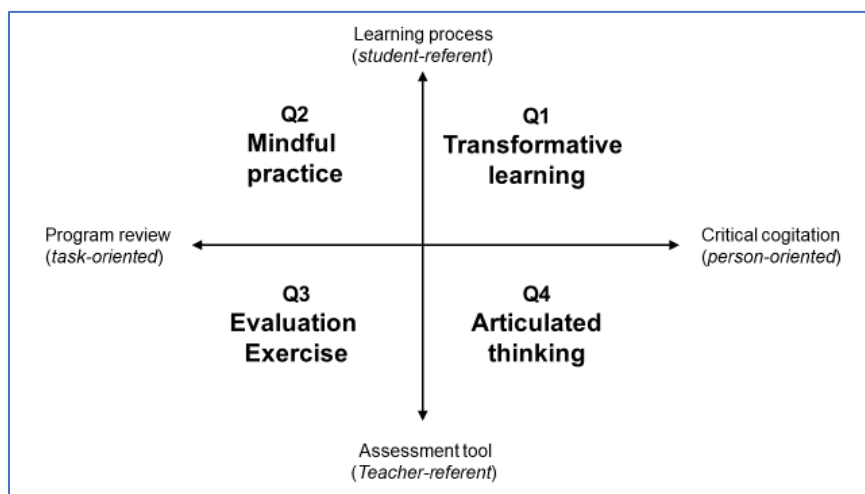 Learning process
(student-referent)
Q2
Mindful
practice
Q1
Transformative
learning
Program review
(task-oriented)
Critical cogitation
(person-oriented)
Q3
Evaluation
Exercise
Q4
Articulated
thinking
Assessment tool
(Teacher-referent)